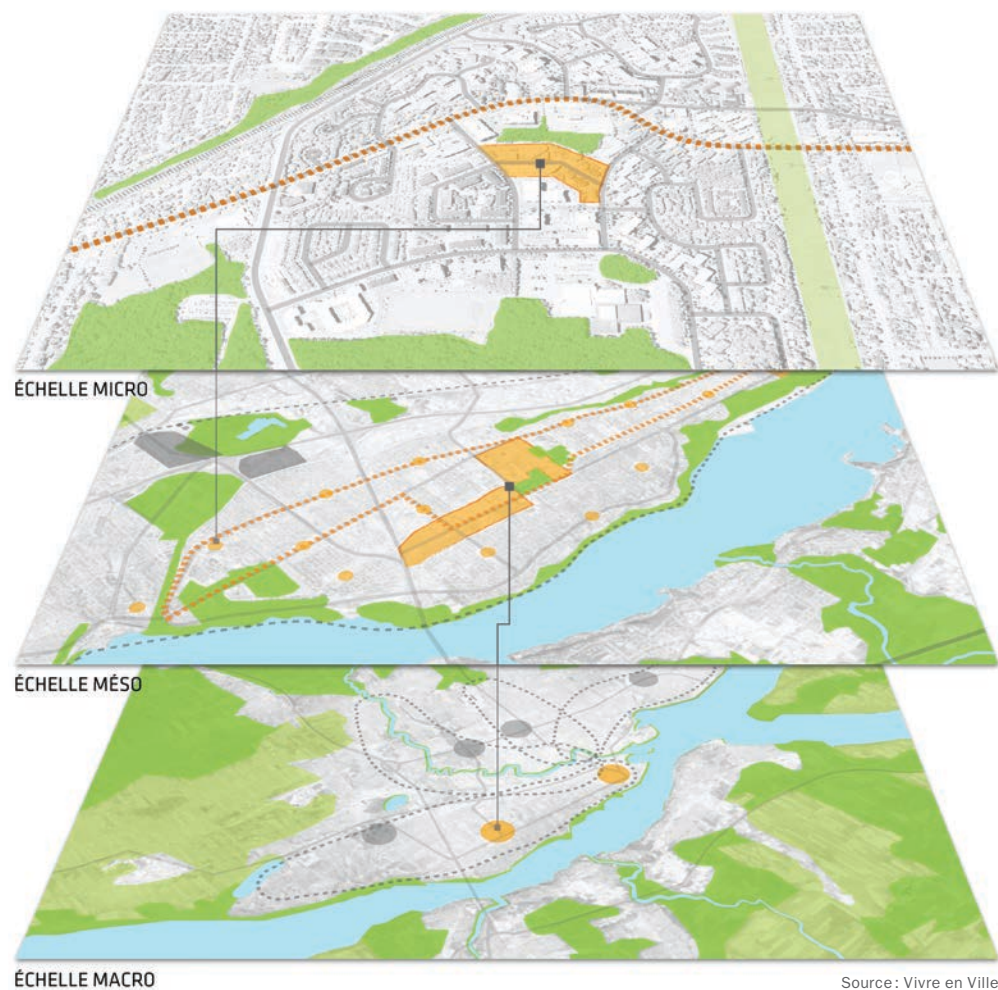 ÉCHELLE MICRO
ÉCHELLE MÉSO
ÉCHELLE MACRO
Source : Vivre en Ville